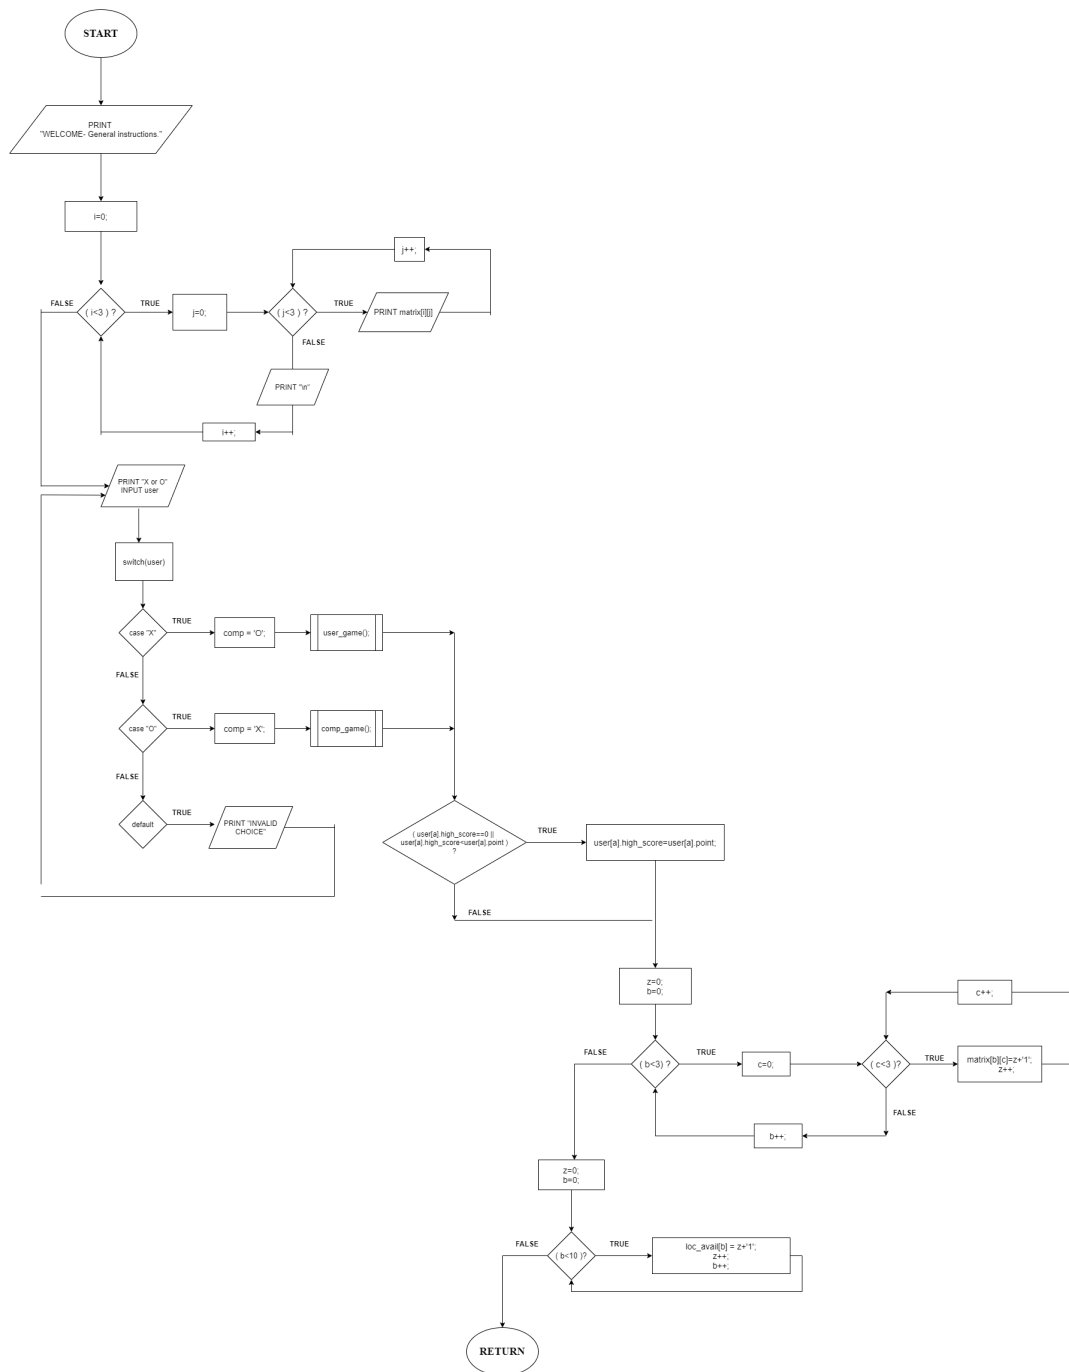 START
PRINT
"WELCOME- General instructions."
i=0;
j++;
FALSE
( i<3 ) ?
TRUE
j=0;
( j<3 ) ?
TRUE
PRINT matrix[i][j]
FALSE
PRINT "\n"
i++;
PRINT "X or O"
INPUT user
switch(user)
case "X"
TRUE
comp = 'O';
user_game();
FALSE
case "O"
TRUE
comp = 'X';
comp_game();
FALSE
default
TRUE
PRINT "INVALID
CHOICE"
( user[a].high_score==0 ||
user[a].high_score<user[a].point )
?
TRUE
user[a].high_score=user[a].point;
FALSE
z=0;
b=0;
c++;
FALSE
( b<3) ?
TRUE
c=0;
( c<3 )?
TRUE
matrix[b][c]=z+'1';
z++;
FALSE
b++;
z=0;
b=0;
FALSE
( b<10 )?
TRUE
loc_avail[b] = z+'1';
z++;
b++;
RETURN